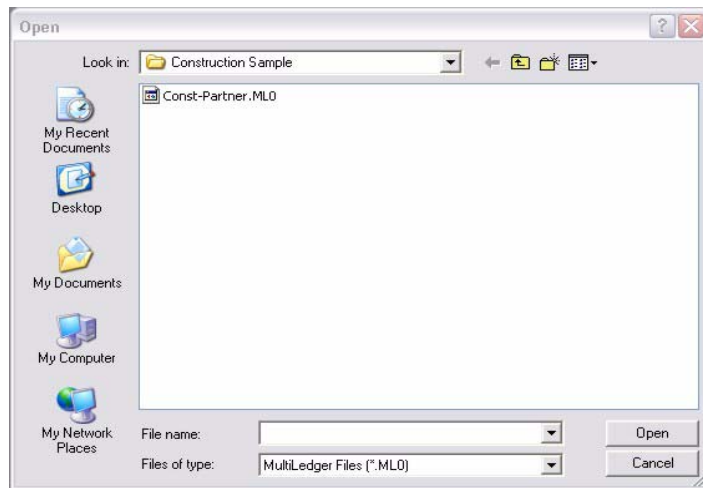 Open
Look in:
Construction Sample
Const-Partner.ML0
My Recent
Documents
Desktop
My Documents
My Computer
My Network
Places
File name:
Open
Files of type:
MultiLedger Files (*.ML0)
Cancel